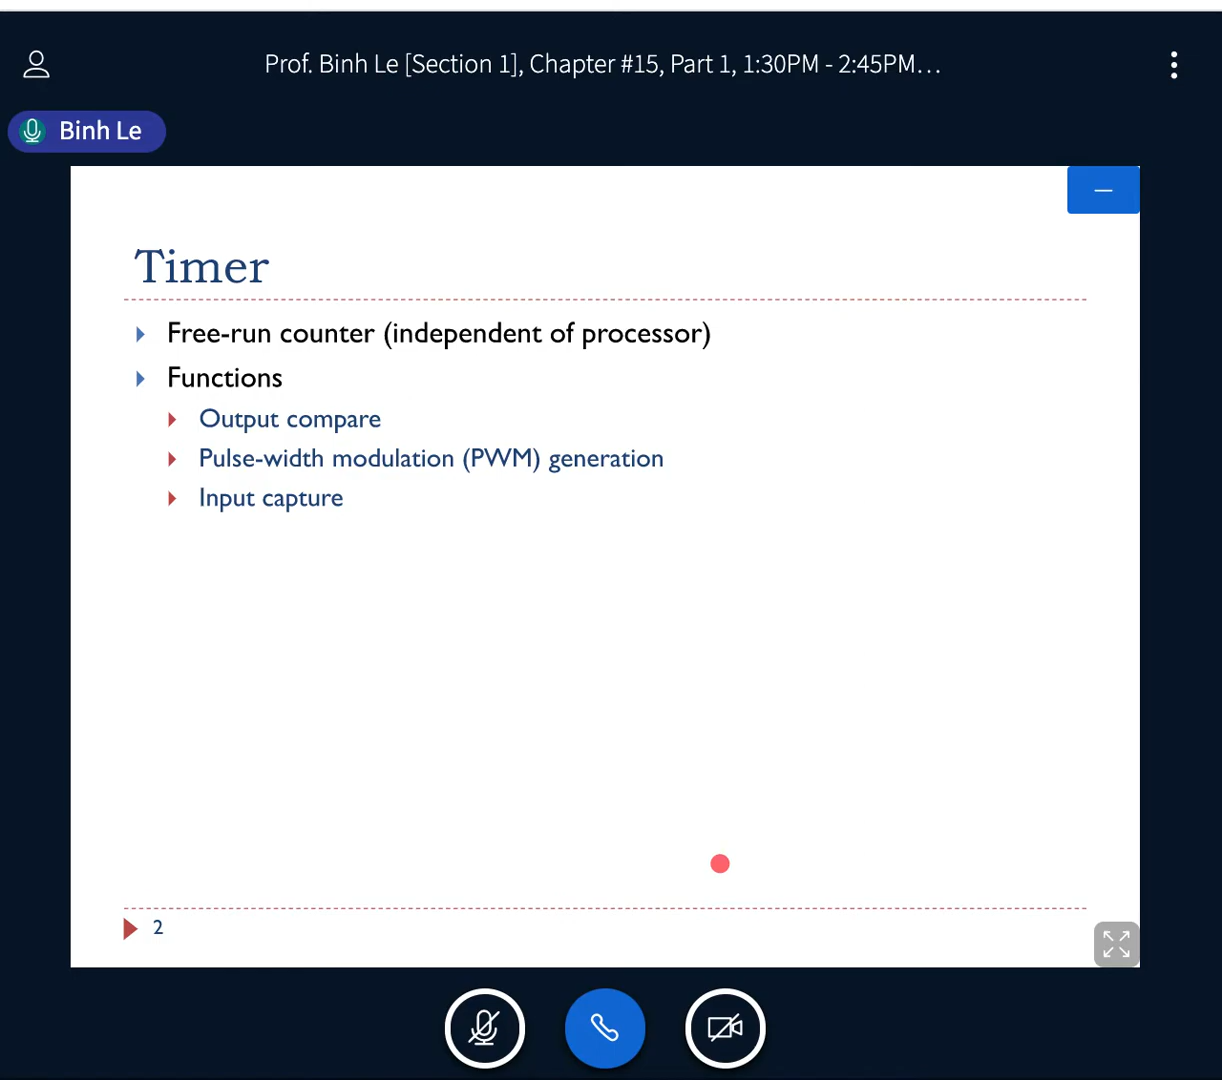 Prof. Binh Le [Section 1], Chapter #15, Part 1, 1:30PM - 2:45PM…
Binh Le
Timer
Free-run counter (independent of processor)
Functions
Output compare
Pulse-width modulation (PWM) generation
Input capture
2